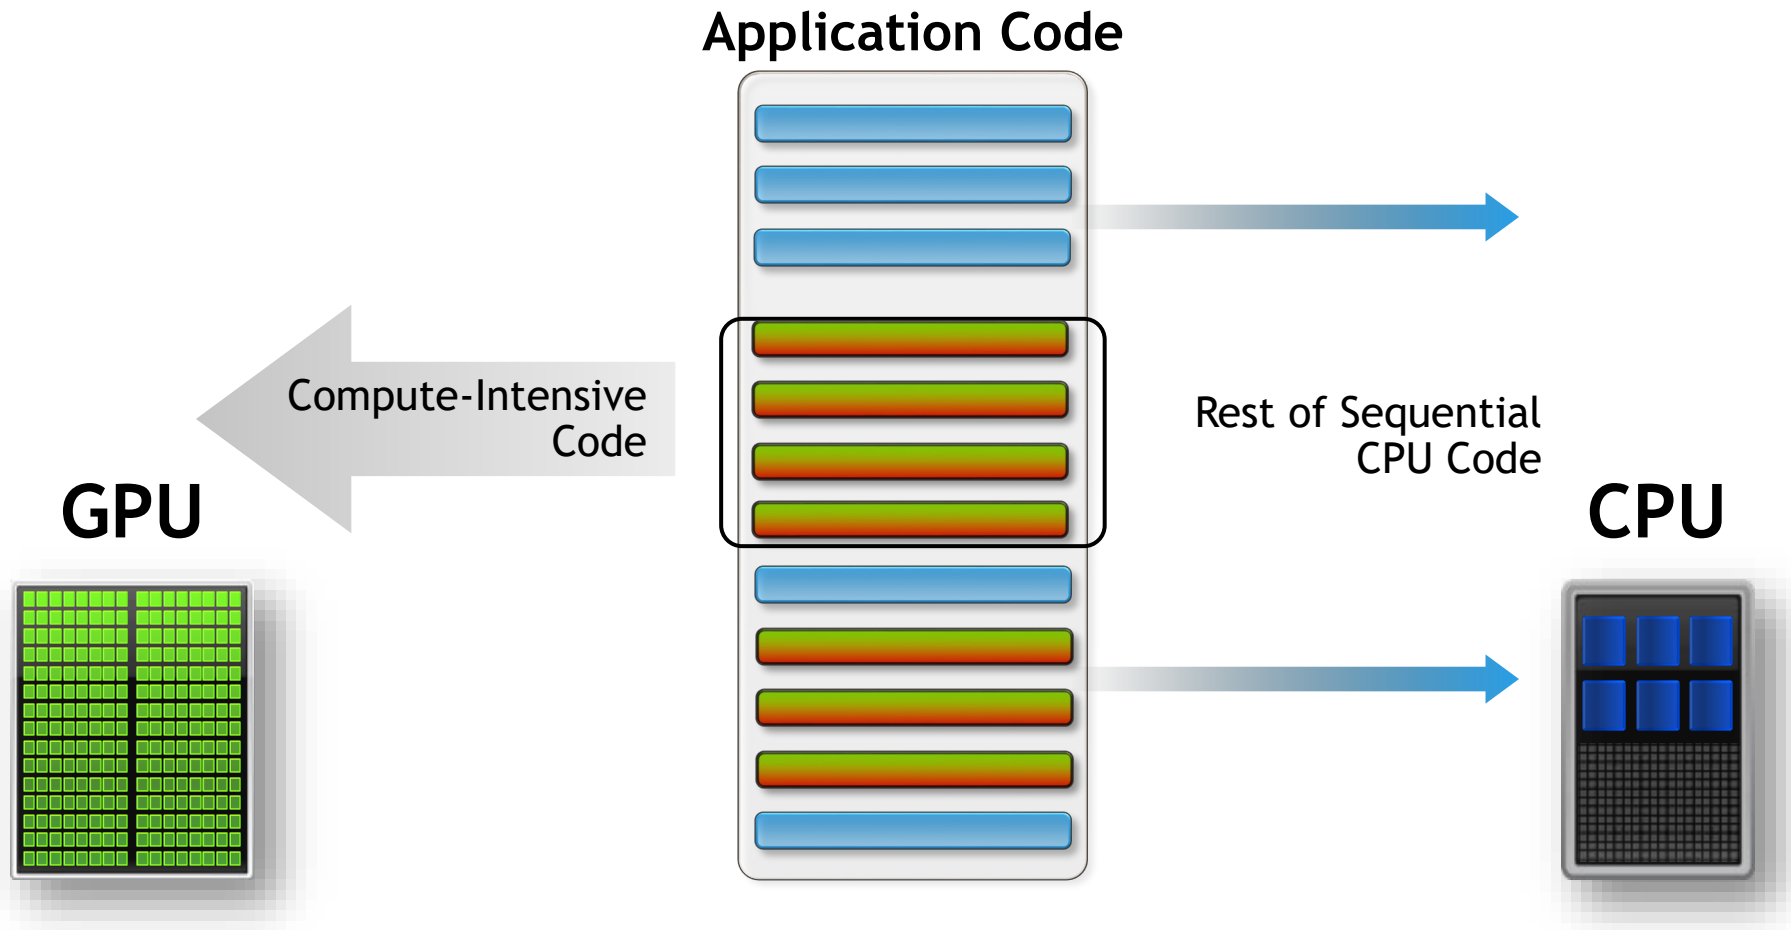 Application Code
Compute-Intensive
Code
Rest of Sequential
CPU Code
GPU
CPU